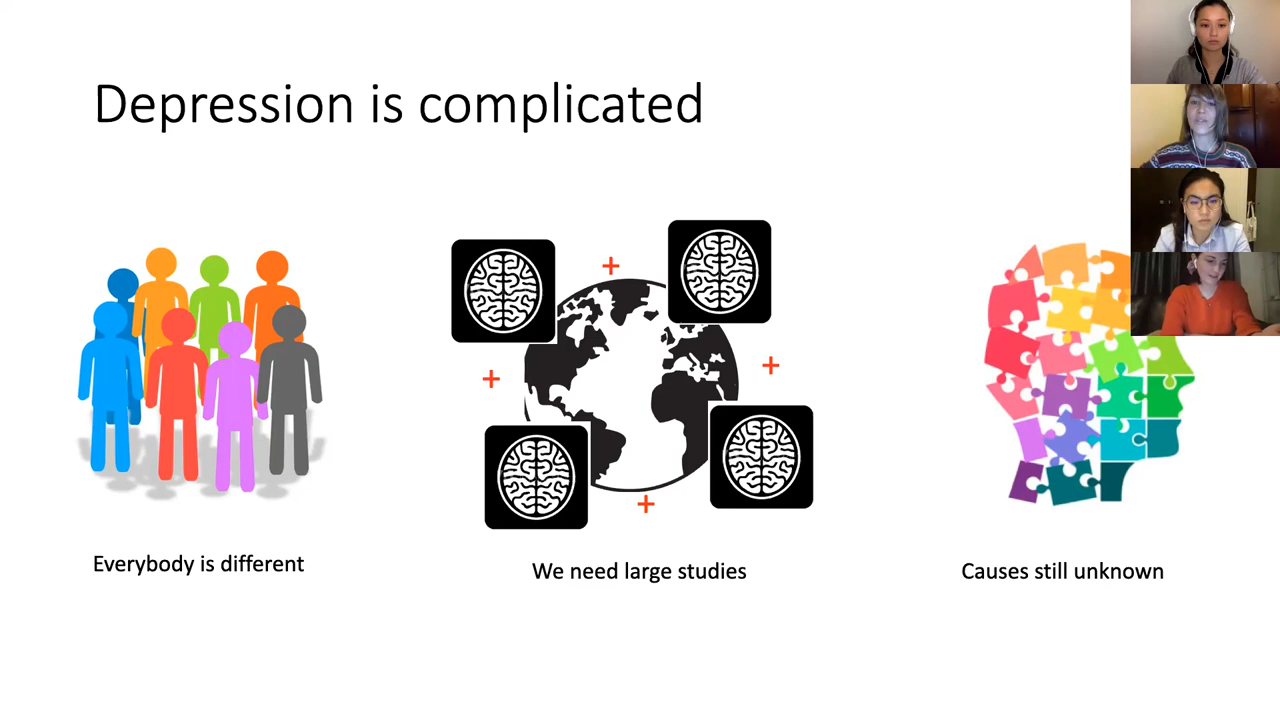 Depression is complicated
Everybody is different
We need large studies
Causes still unknown